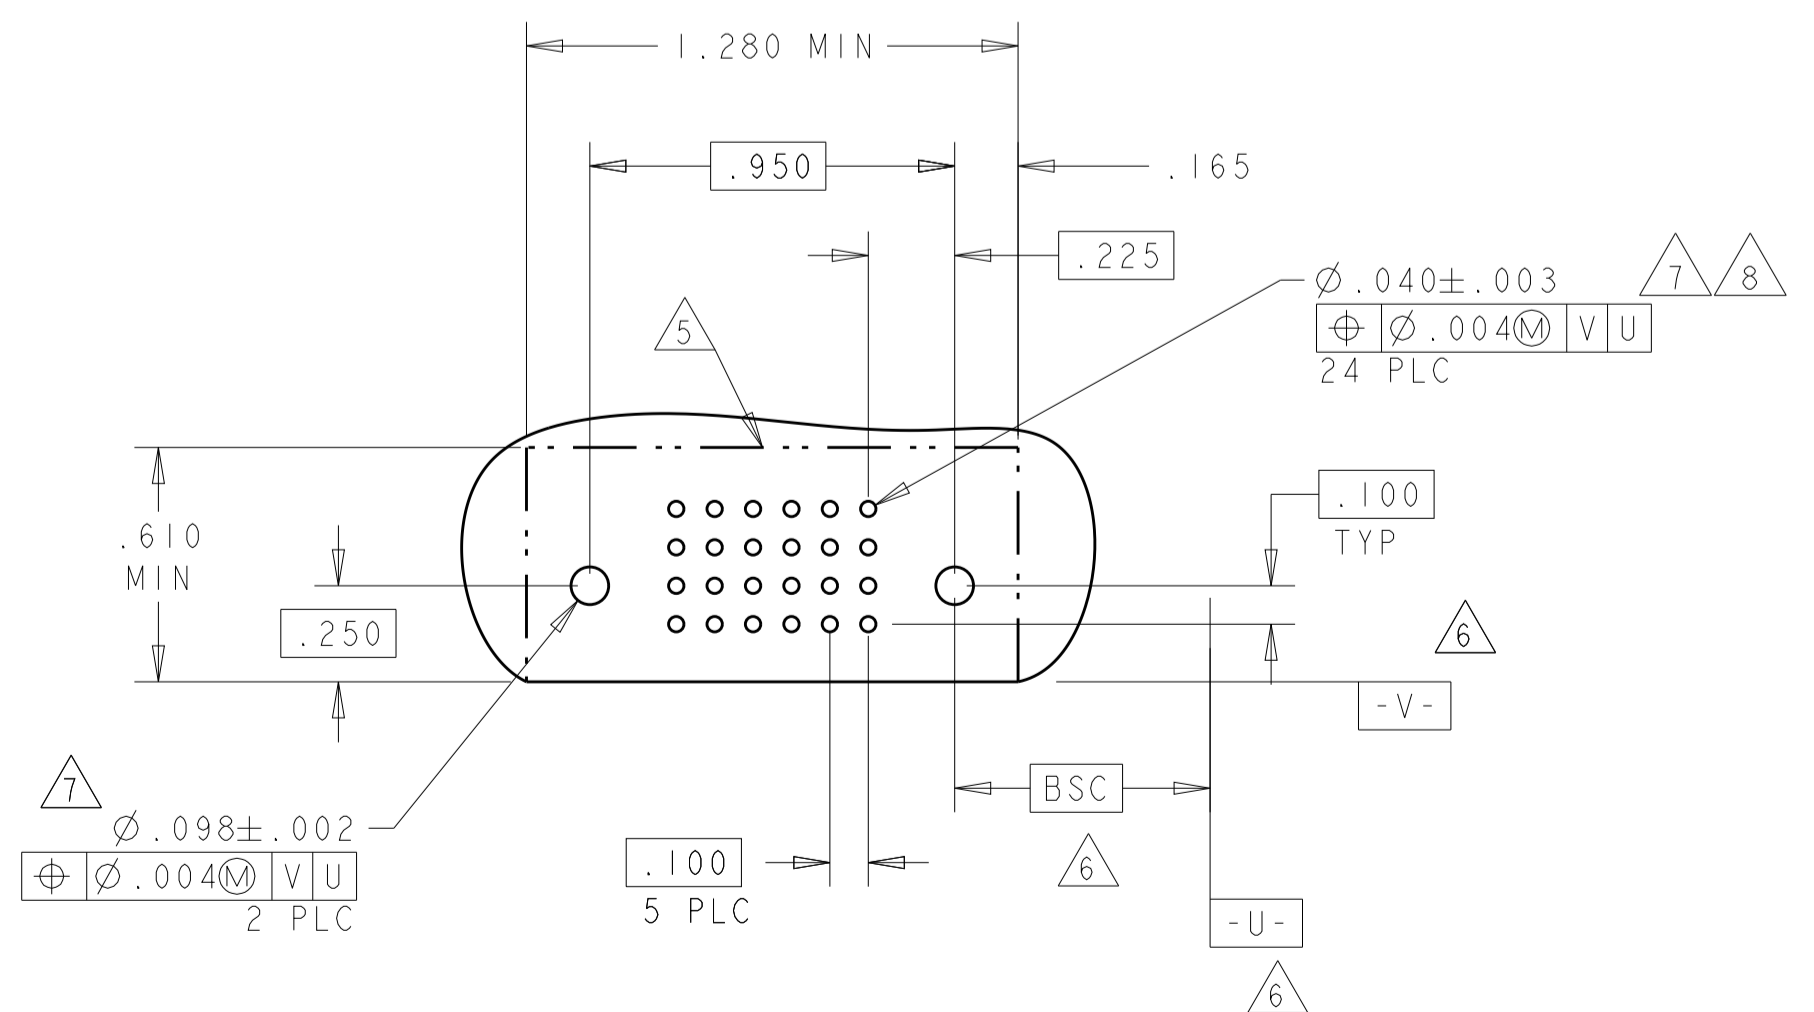 1.280 MIN
.950
.165
.225
5
⌀.040±.003
7 8
⌖ ⌀.004Ⓜ V U
24 PLC
.100
TYP
.610
MIN
.250
6
-V-
7
⌀.098±.002
⌖ ⌀.004Ⓜ V U
2 PLC
.100
5 PLC
BSC
6
-U-
6